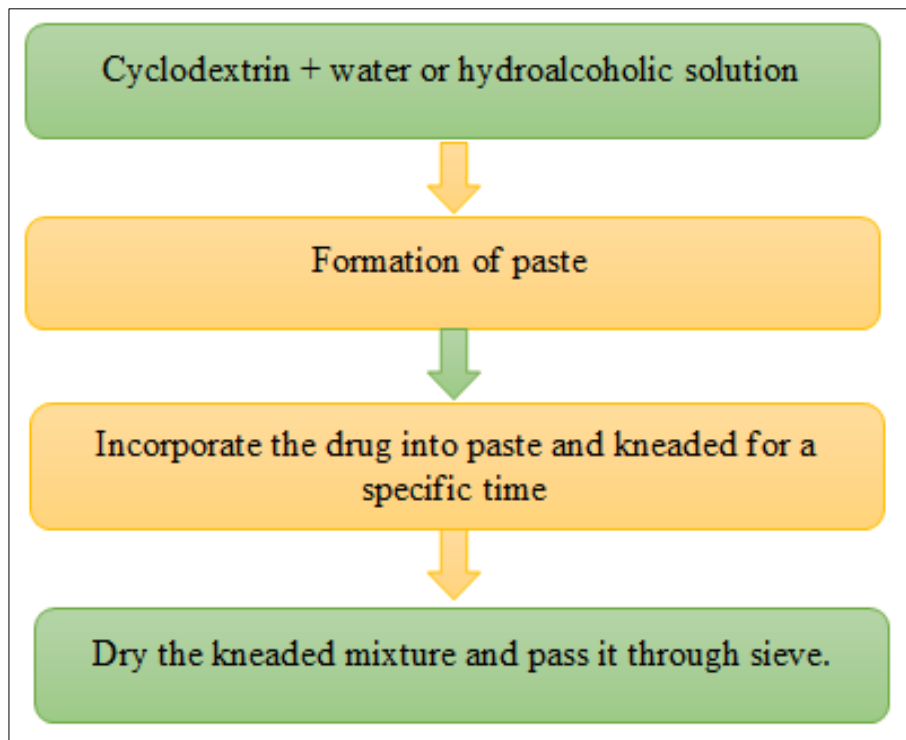 Cyclodextrin + water or hydroalcoholic solution
Formation of paste
Incorporate the drug into paste and kneaded for a
specific time
Dry the kneaded mixture and pass it through sieve.